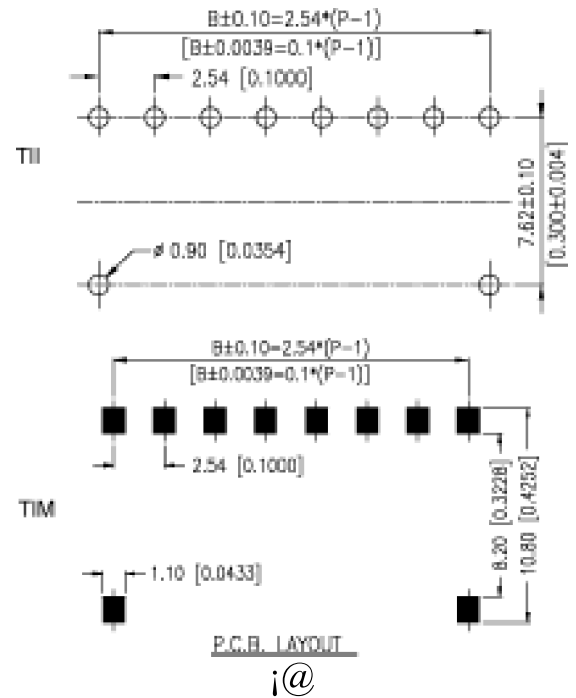 B±0.10=2.54*(P-1)
[B±0.0039=0.1*(P-1)]
2.54 [0.1000]
TII
7.62±0.10
[0.300±0.004]
ø 0.90 [0.0354]
B±0.10=2.54*(P-1)
[B±0.0039=0.1*(P-1)]
2.54 [0.1000]
TIM
8.20 [0.3228]
10.80 [0.4252]
1.10 [0.0433]
P.C.B. LAYOUT
¡@